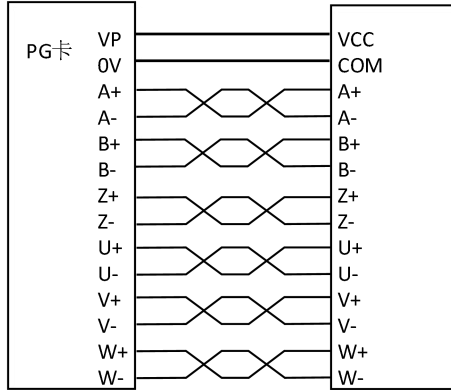 PG卡
VP VCC
0V COM
A+ A+
A- A-
B+ B+
B- B-
Z+ Z+
Z- Z-
U+ U+
U- U-
V+ V+
V- V-
W+ W+
W- W-